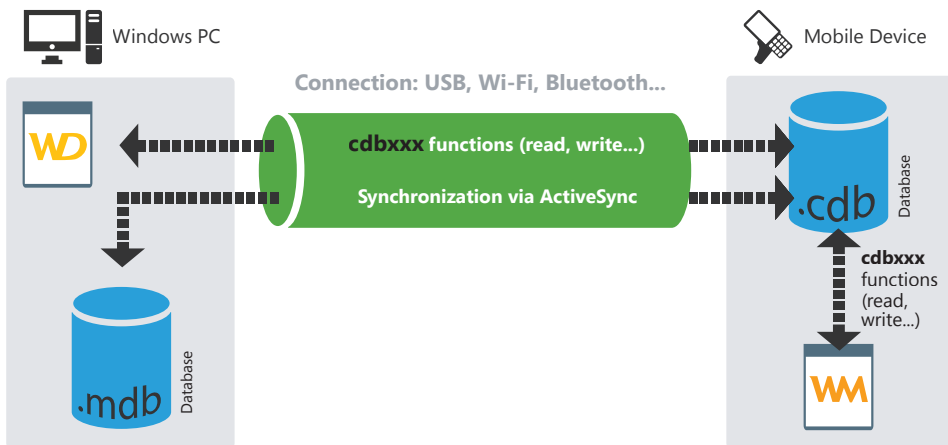 Windows PC
Mobile Device
Connection: USB, Wi-Fi, Bluetooth...
WD
cdbxxx functions (read, write...)
Synchronization via ActiveSync
.cdb
Database
cdbxxx
functions
(read,
write...)
.mdb
Database
WM